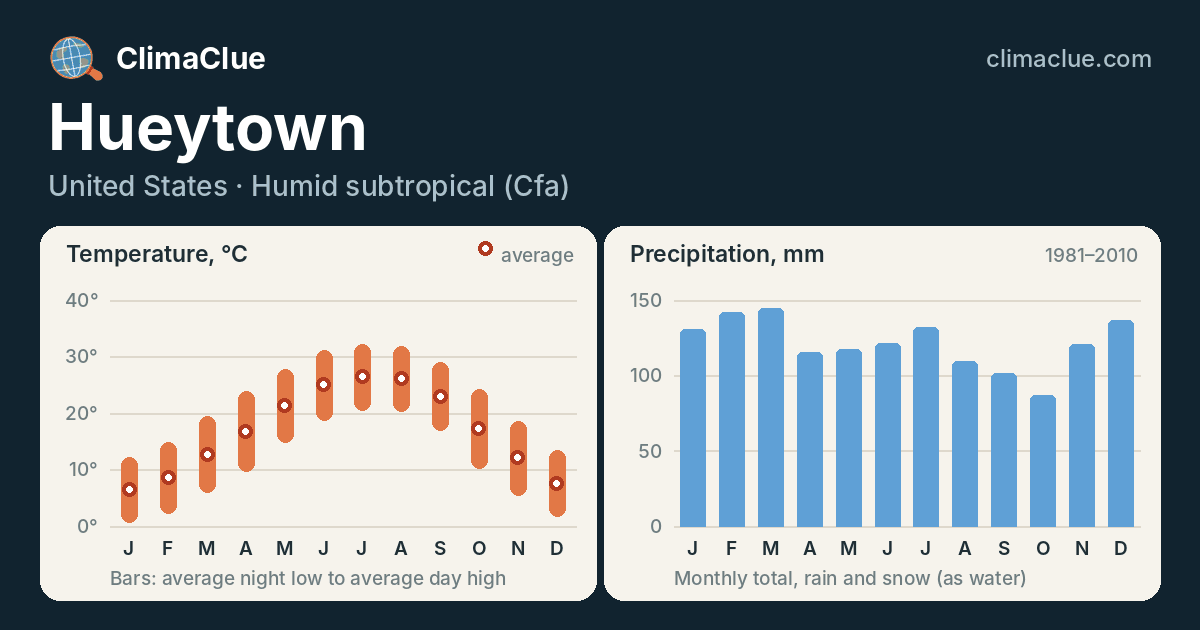 ClimaClue
climaclue.com
Hueytown
United States · Humid subtropical (Cfa)
Temperature, °C
average
40°
30°
20°
10°
0°
J F M A M J J A S O N D
Bars: average night low to average day high
Precipitation, mm
1981–2010
150
100
50
0
J F M A M J J A S O N D
Monthly total, rain and snow (as water)